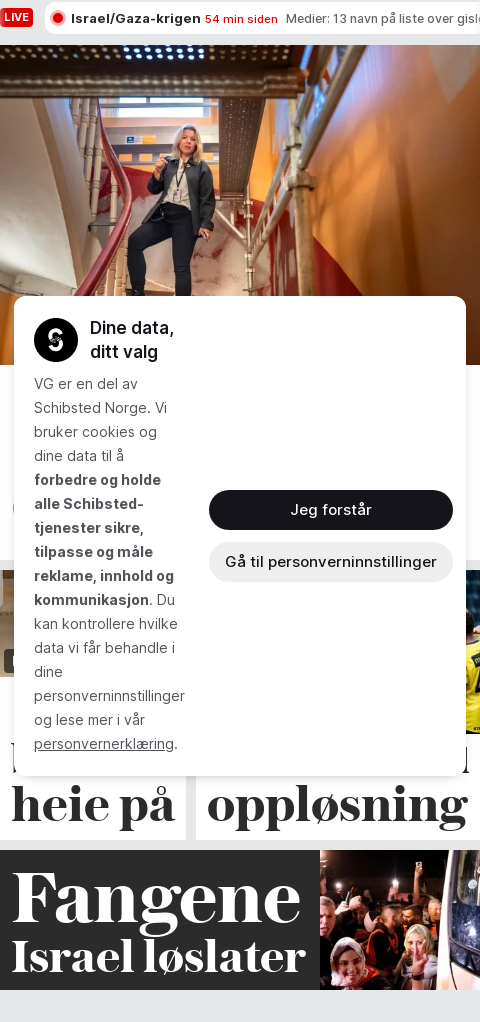 LIVE
Israel/Gaza-krigen 54 min siden Medier: 13 navn på liste over
Dine data,
ditt valg
VG er en del av
Schibsted Norge. Vi
bruker cookies og
dine data til å
forbedre og holde
alle Schibsted-
tjenester sikre,
tilpasse og måle
reklame, innhold og
kommunikasjon. Du
kan kontrollere hvilke
data vi får behandle i
dine
personverninnstillinger
og lese mer i vår
personvernerklæring.
Jeg forstår
Gå til personverninnstillinger
heie på
oppløsning
Fangene
Israel løslater